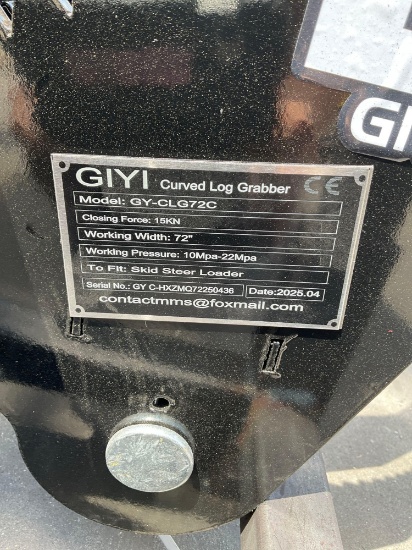 GI
GIYI Curved Log Grabber CE
Model: GY-CLG72C
Closing Force: 15KN
Working Width: 72"
Working Pressure: 10Mpa-22Mpa
To Fit: Skid Steer Loader
Serial No.: GY C-HXZMQ72250436 Date:2025.04
contactmms@foxmail.com